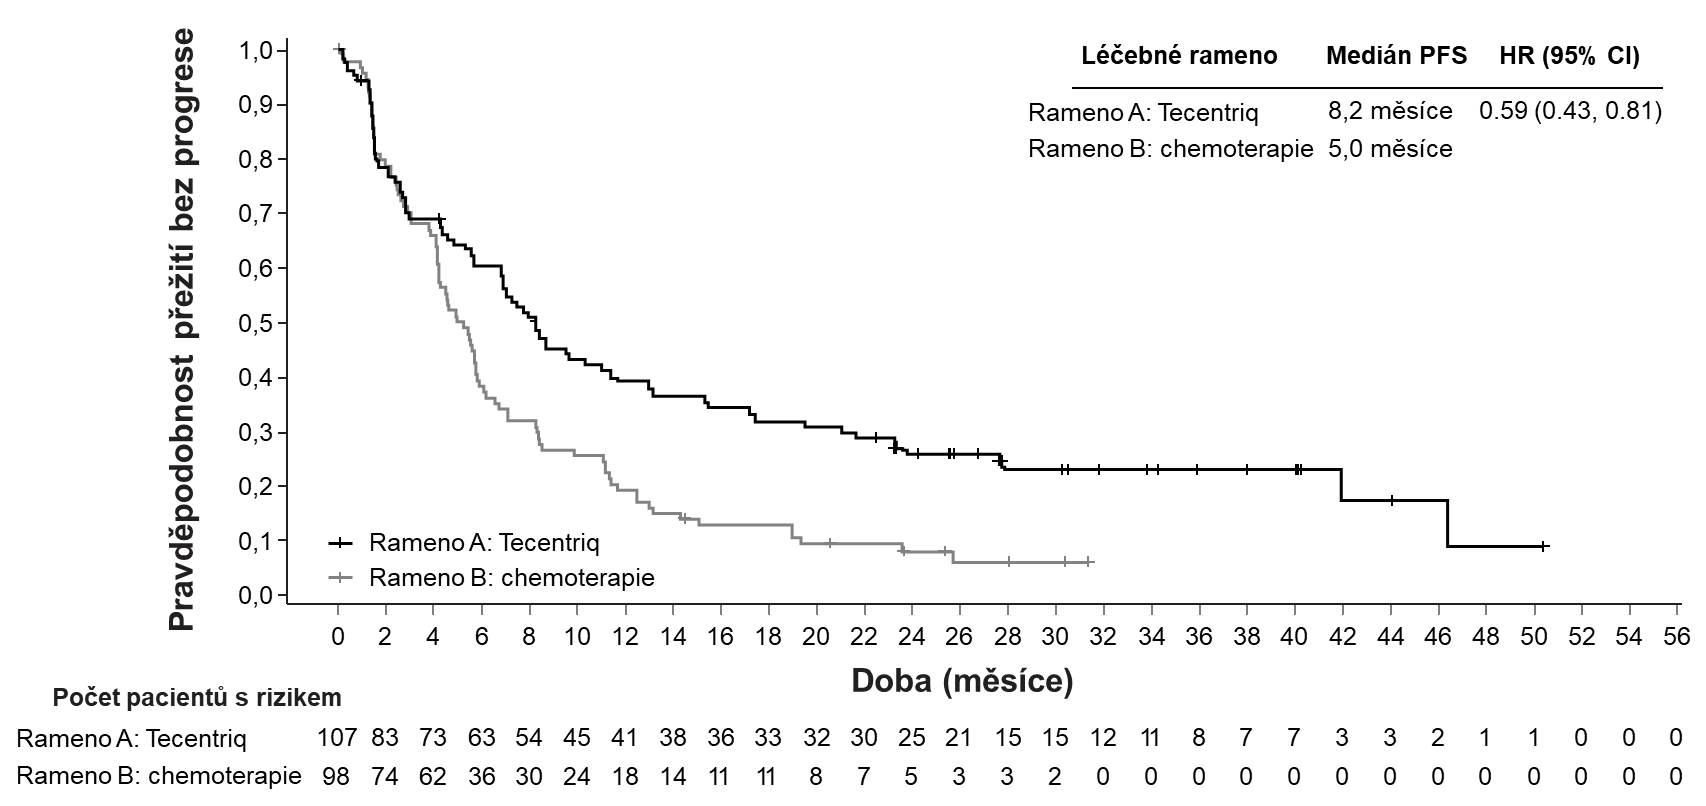 Pravděpodobnost přežití bez progrese
1,0
0,9
0,8
0,7
0,6
0,5
0,4
0,3
0,2
0,1
0,0
Léčebné rameno Medián PFS HR (95% CI)
Rameno A: Tecentriq 8,2 měsíce 0.59 (0.43, 0.81)
Rameno B: chemoterapie 5,0 měsíce
Rameno A: Tecentriq
Rameno B: chemoterapie
0 2 4 6 8 10 12 14 16 18 20 22 24 26 28 30 32 34 36 38 40 42 44 46 48 50 52 54 56
Doba (měsíce)
Počet pacientů s rizikem
Rameno A: Tecentriq 107 83 73 63 54 45 41 38 36 33 32 30 25 21 15 15 12 11 8 7 7 3 3 2 1 1 0 0 0
Rameno B: chemoterapie 98 74 62 36 30 24 18 14 11 11 8 7 5 3 3 2 0 0 0 0 0 0 0 0 0 0 0 0 0